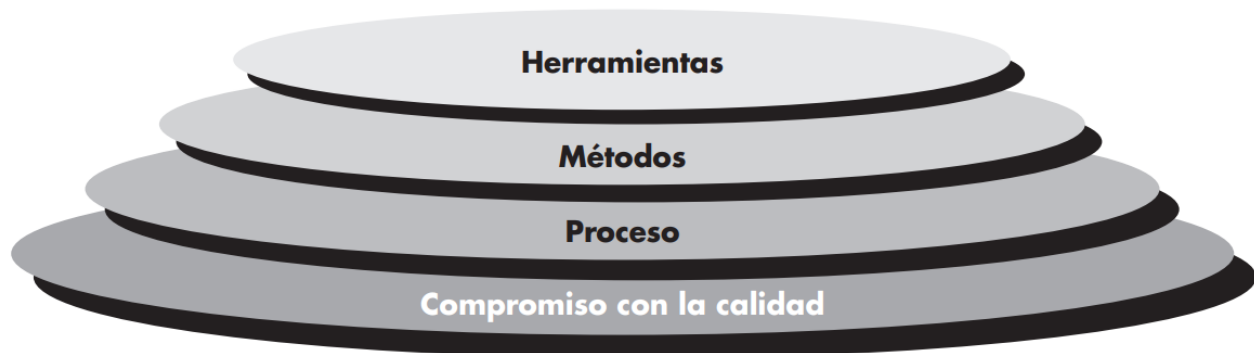 Herramientas
Métodos
Proceso
Compromiso con la calidad